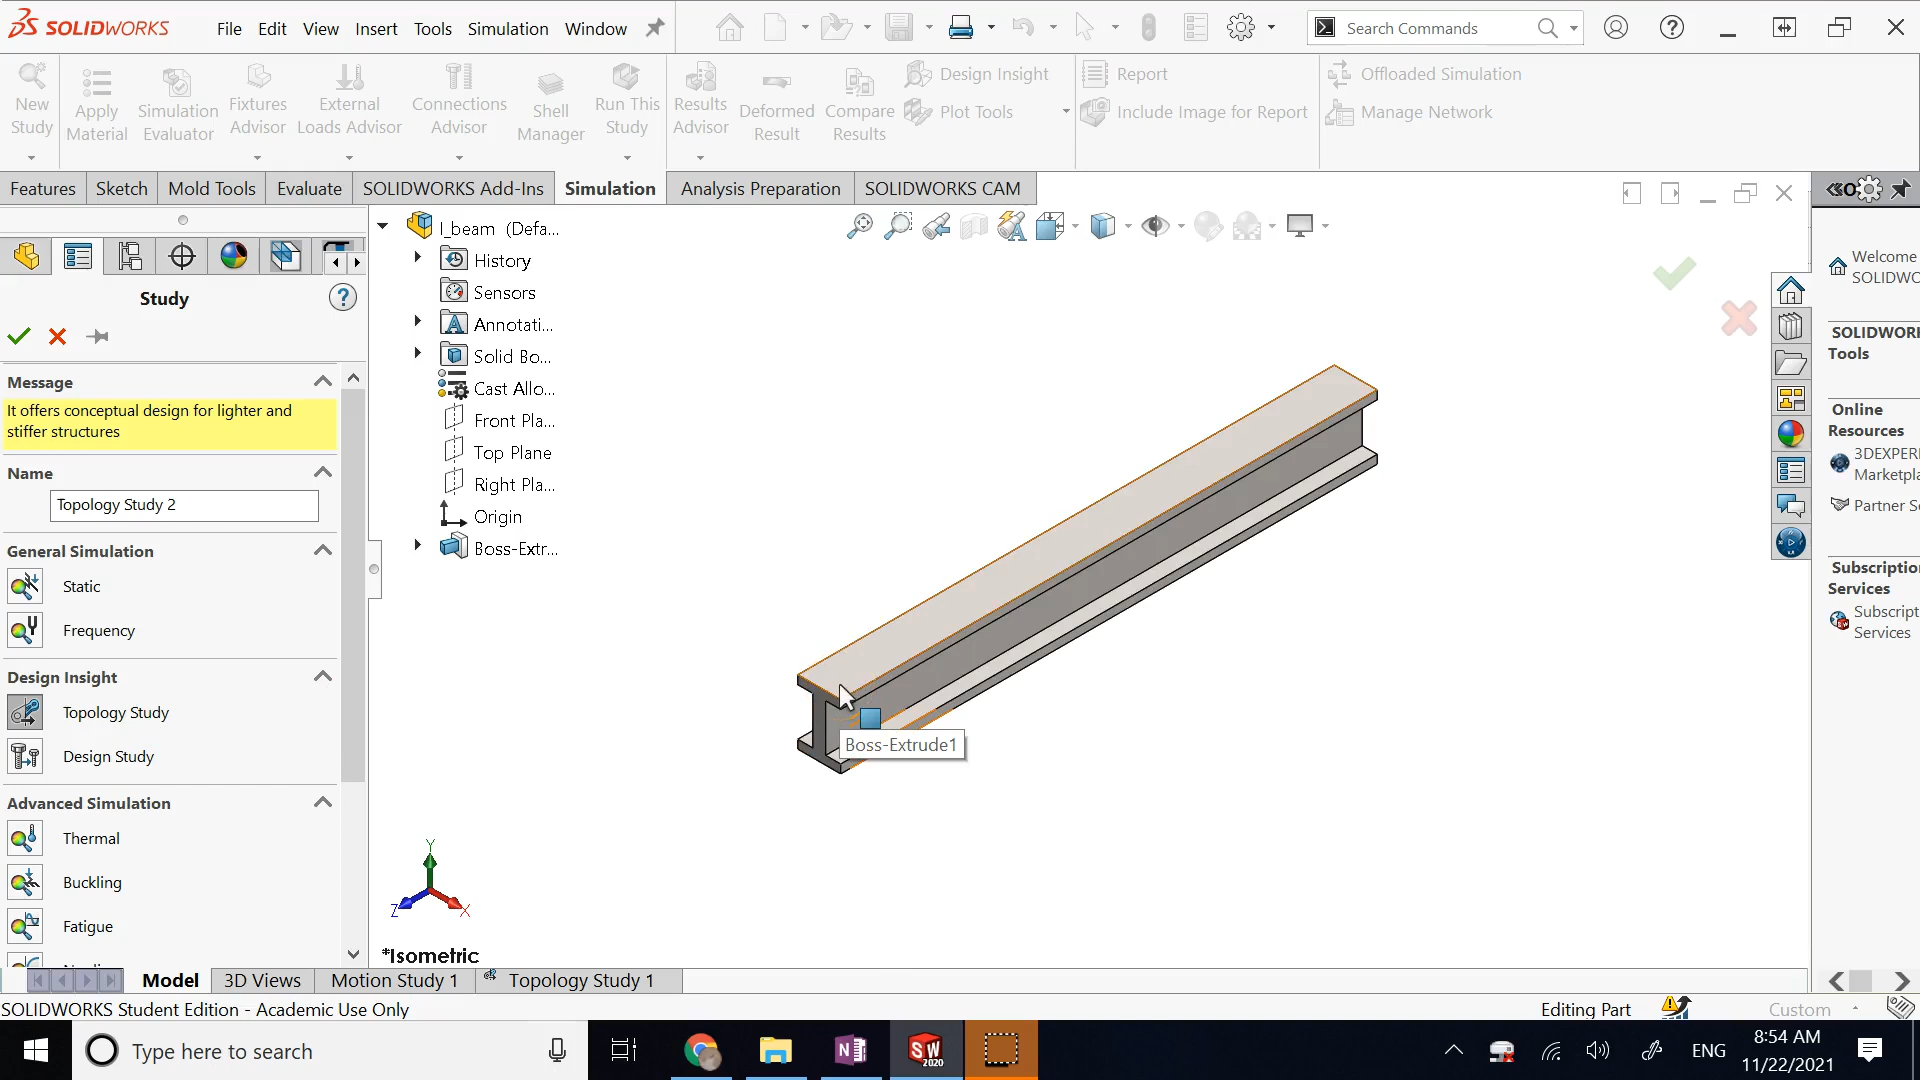 SOLIDWORKS File Edit View Insert Tools Simulation Window Search Commands
New Study
Apply Material
Simulation Evaluator
Fixtures Advisor
External Loads Advisor
Connections Advisor
Shell Manager
Run This Study
Results Advisor
Deformed Result
Compare Results
Design Insight
Plot Tools
Report
Include Image for Report
Offloaded Simulation
Manage Network
Features Sketch Mold Tools Evaluate SOLIDWORKS Add-Ins Simulation Analysis Preparation SOLIDWORKS CAM
Study
Message
It offers conceptual design for lighter and
stiffer structures
Name
Topology Study 2
General Simulation
Static
Frequency
Design Insight
Topology Study
Design Study
Advanced Simulation
Thermal
Buckling
Fatigue
I_beam (Defa...
History
Sensors
Annotati...
Solid Bo...
Cast Allo...
Front Pla...
Top Plane
Right Pla...
Origin
Boss-Extr...
Boss-Extrude1
Y
Z
X
*Isometric
Welcome
SOLIDWO
SOLIDWORK
Tools
Online
Resources
3DEXPER
Marketpla
Partner S
Subscription
Services
Subscript
Services
Model 3D Views Motion Study 1 Topology Study 1
SOLIDWORKS Student Edition - Academic Use Only
Editing Part Custom
Type here to search
N
SW
2020
ENG
8:54 AM
11/22/2021